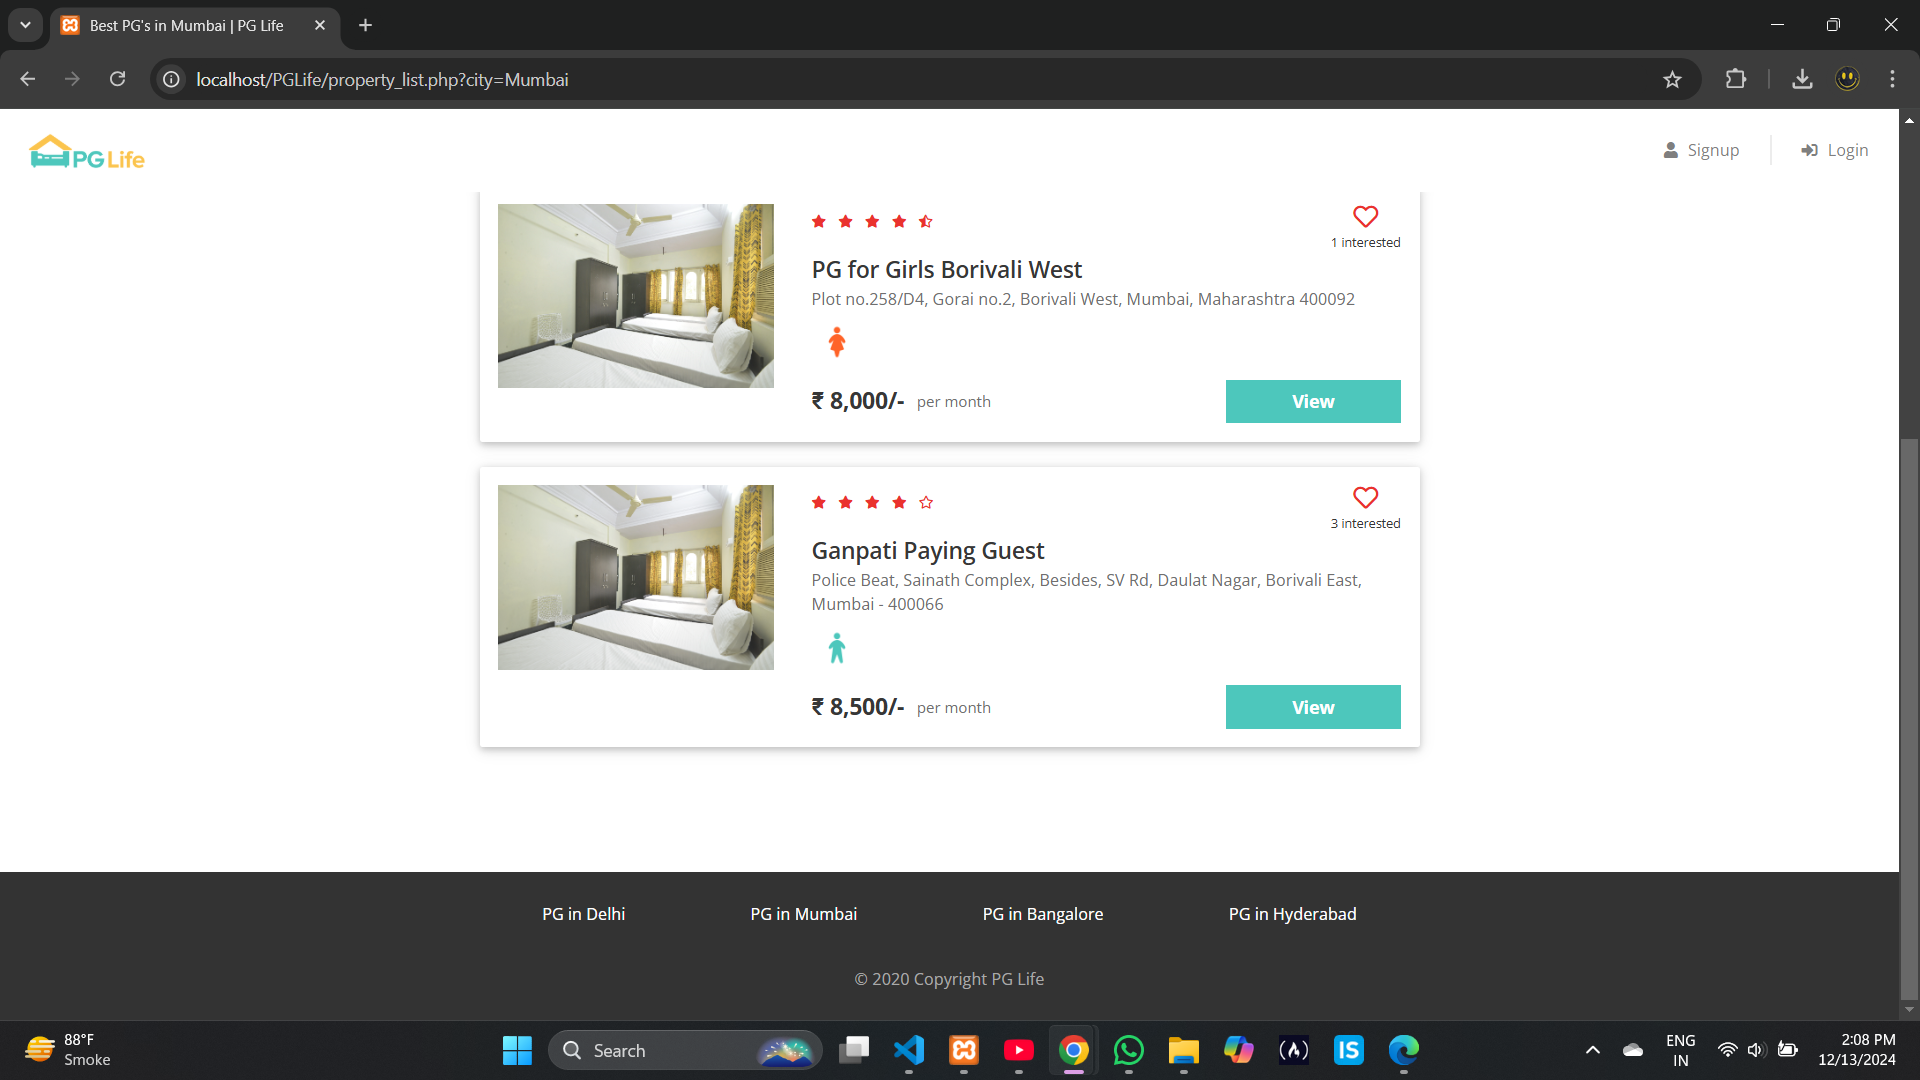 Best PG's in Mumbai | PG Life
localhost/PGLife/property_list.php?city=Mumbai
PG Life
Signup
Login
1 interested
PG for Girls Borivali West
Plot no.258/D4, Gorai no.2, Borivali West, Mumbai, Maharashtra 400092
₹ 8,000/- per month
View
3 interested
Ganpati Paying Guest
Police Beat, Sainath Complex, Besides, SV Rd, Daulat Nagar, Borivali East,
Mumbai - 400066
₹ 8,500/- per month
View
PG in Delhi
PG in Mumbai
PG in Bangalore
PG in Hyderabad
© 2020 Copyright PG Life
88°F
Smoke
Search
IS
ENG
IN
2:08 PM
12/13/2024